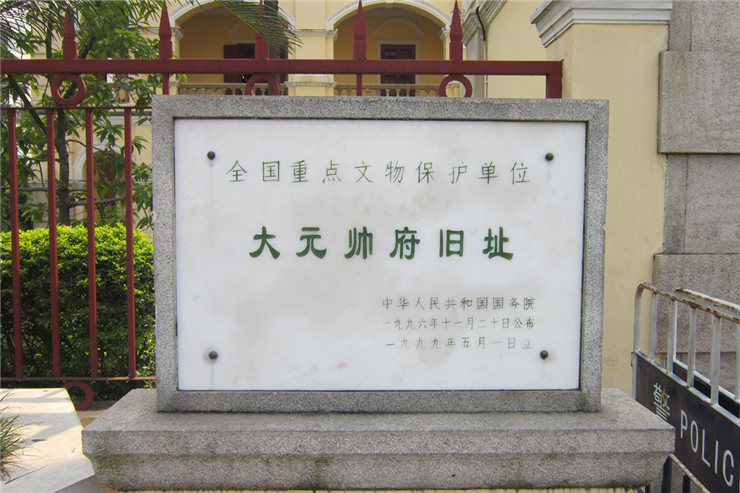 全国重点文物保护单位
大元帅府旧址
中华人民共和国国务院
一九九六年十一月二十日公布
一九九九年五月一日立
警
POLIC